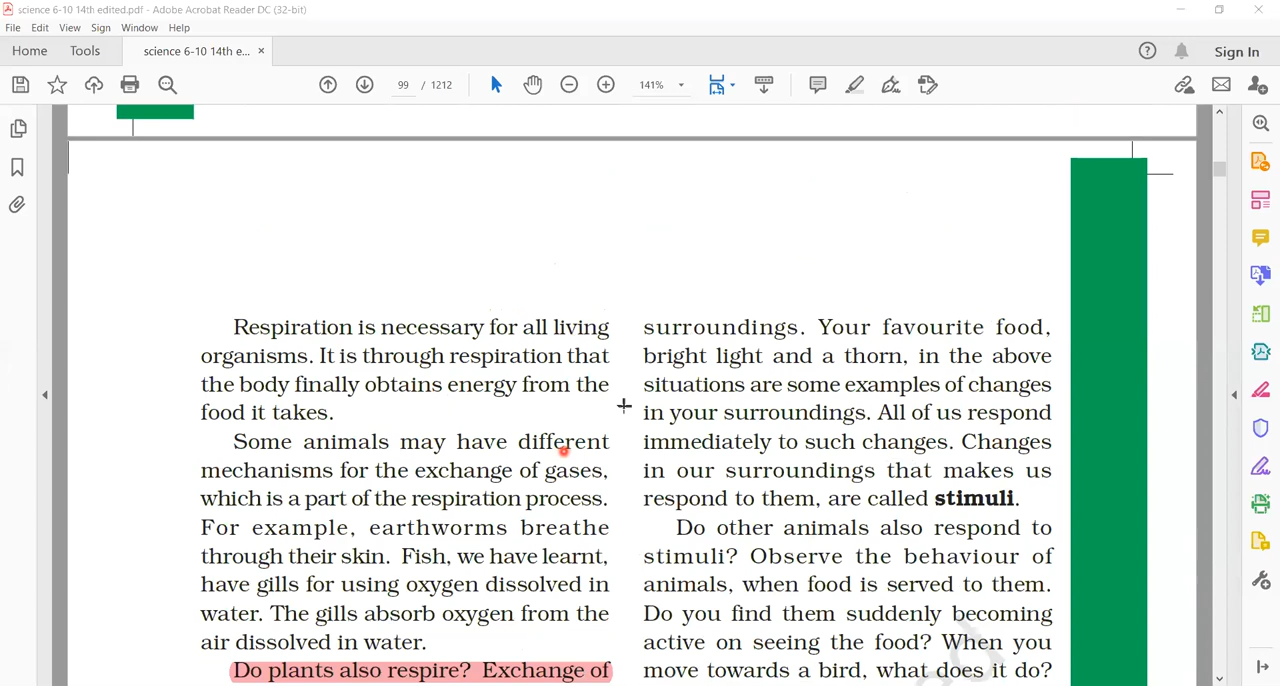 science 6-10 14th edited.pdf - Adobe Acrobat Reader DC (32-bit)
File Edit View Sign Window Help
Home Tools science 6-10 14th e... × Sign In
99 / 1212 141%
Respiration is necessary for all living
organisms. It is through respiration that
the body finally obtains energy from the
food it takes.
Some animals may have different
mechanisms for the exchange of gases,
which is a part of the respiration process.
For example, earthworms breathe
through their skin. Fish, we have learnt,
have gills for using oxygen dissolved in
water. The gills absorb oxygen from the
air dissolved in water.
Do plants also respire? Exchange of
surroundings. Your favourite food,
bright light and a thorn, in the above
situations are some examples of changes
in your surroundings. All of us respond
immediately to such changes. Changes
in our surroundings that makes us
respond to them, are called stimuli.
Do other animals also respond to
stimuli? Observe the behaviour of
animals, when food is served to them.
Do you find them suddenly becoming
active on seeing the food? When you
move towards a bird, what does it do?